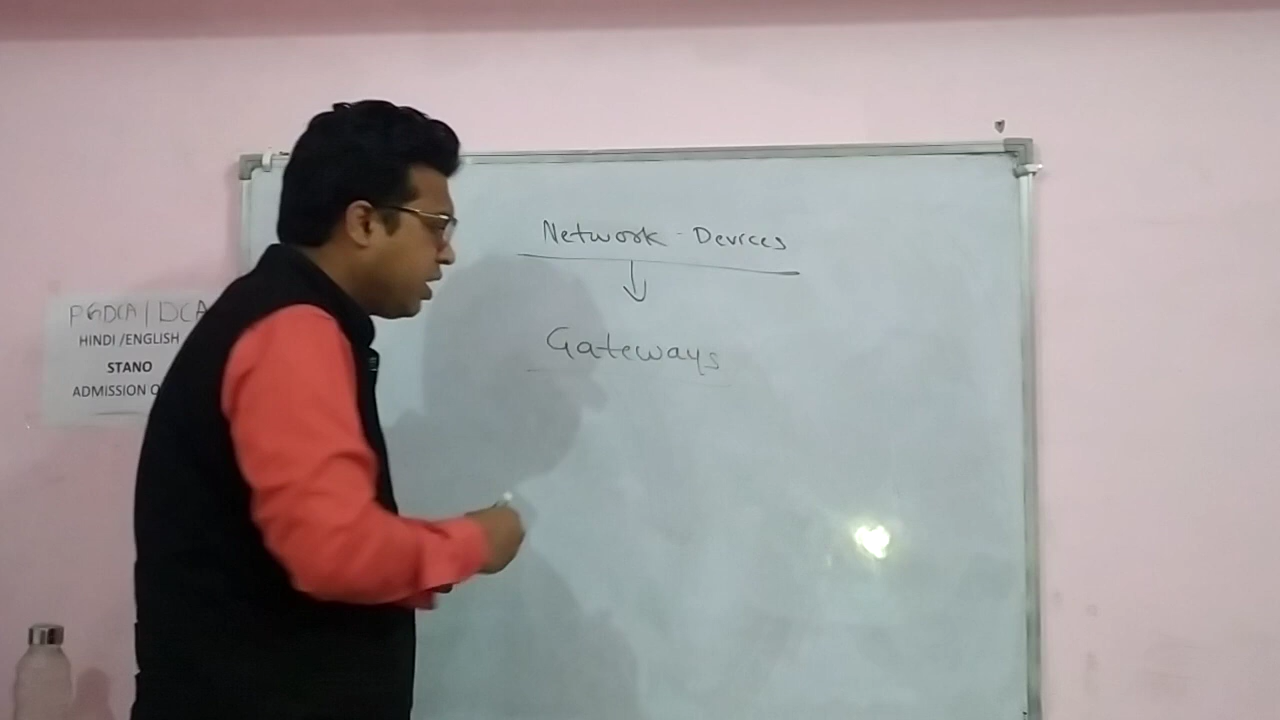 Network - Devices
Gateways
PGDCA / DCA
HINDI /ENGLISH
STANO
ADMISSION